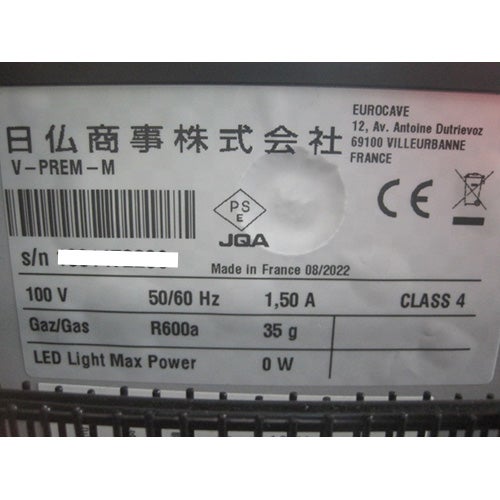 EUROCAVE
12, Av. Antoine Dutrievoz
69100 VILLEURBANNE
FRANCE
日仏商事株式会社
V-PREM-M
PS
E
JQA
CE
s/n
Made in France 08/2022
100 V 50/60 Hz 1,50 A CLASS 4
Gaz/Gas R600a 35 g
LED Light Max Power 0 W